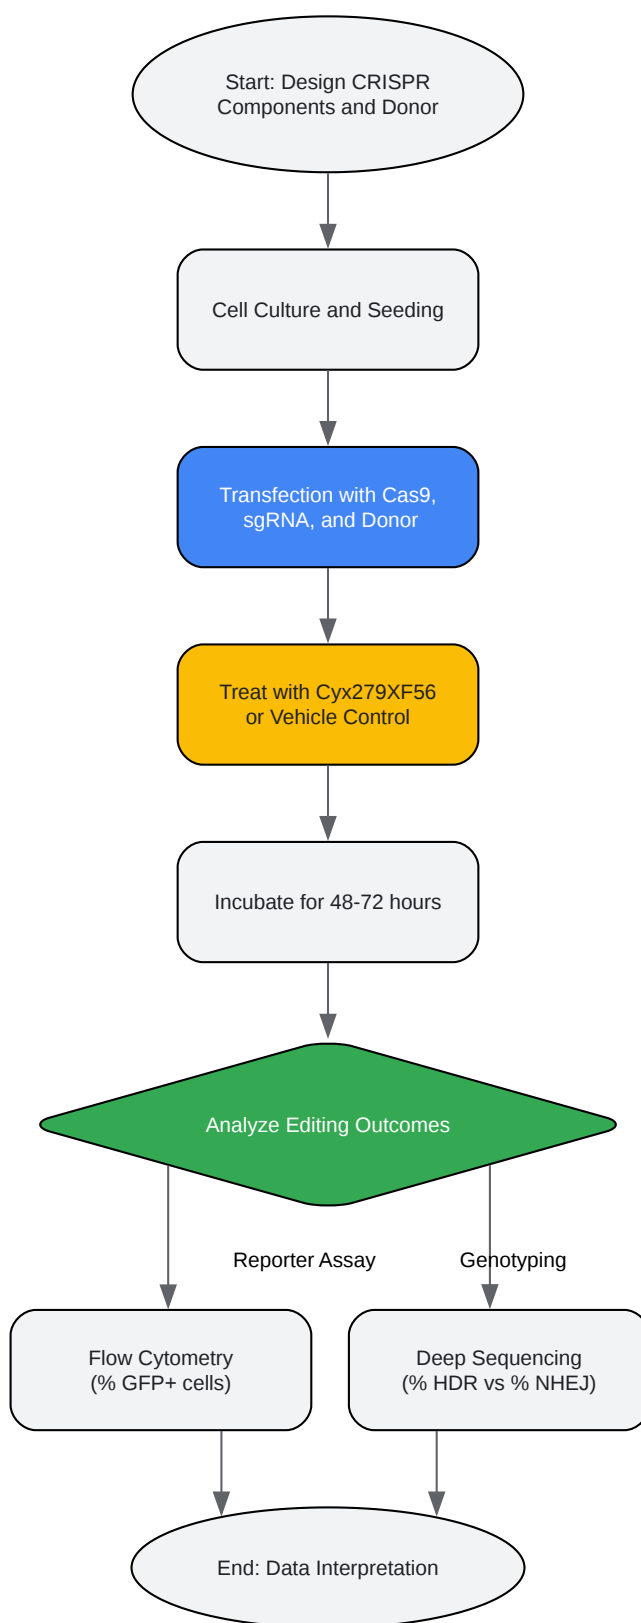 Start: Design CRISPR
Components and Donor
Cell Culture and Seeding
Transfection with Cas9,
sgRNA, and Donor
Treat with Cyx279XF56
or Vehicle Control
Incubate for 48-72 hours
Analyze Editing Outcomes
Reporter Assay
Genotyping
Flow Cytometry
(% GFP+ cells)
Deep Sequencing
(% HDR vs % NHEJ)
End: Data Interpretation